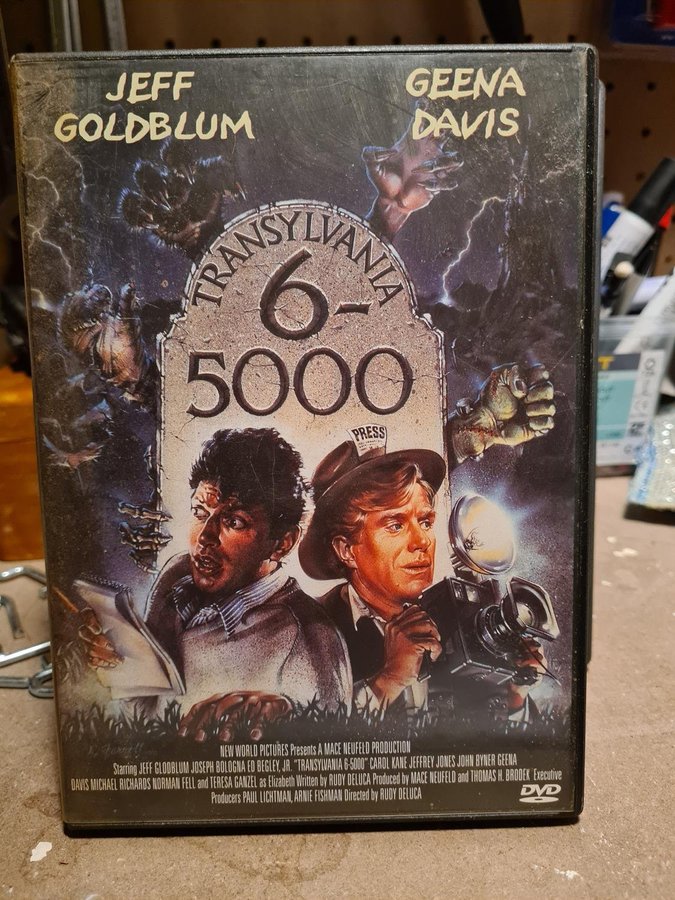 JEFF
GOLDBLUM
GEENA
DAVIS
TRANSYLVANIA
6-
5000
PRESS
NEW WORLD PICTURES Presents A MACE NEUFELD PRODUCTION
Starring JEFF GLODBLUM JOSEPH BOLOGNA ED BEGLEY, JR. "TRANSYLVANIA 6-5000" CAROL KANE JEFFREY JONES JOHN BYNER GEENA
DAVIS MICHAEL RICHARDS NORMAN FELL and TERESA GANZEL as Elizabeth Written by RUDY DELUCA Produced by MACE NEUFELD and THOMAS H. BRODEK Executive
Producers PAUL LICHTMAN, ARNIE FISHMAN Directed by RUDY DELUCA
DVD